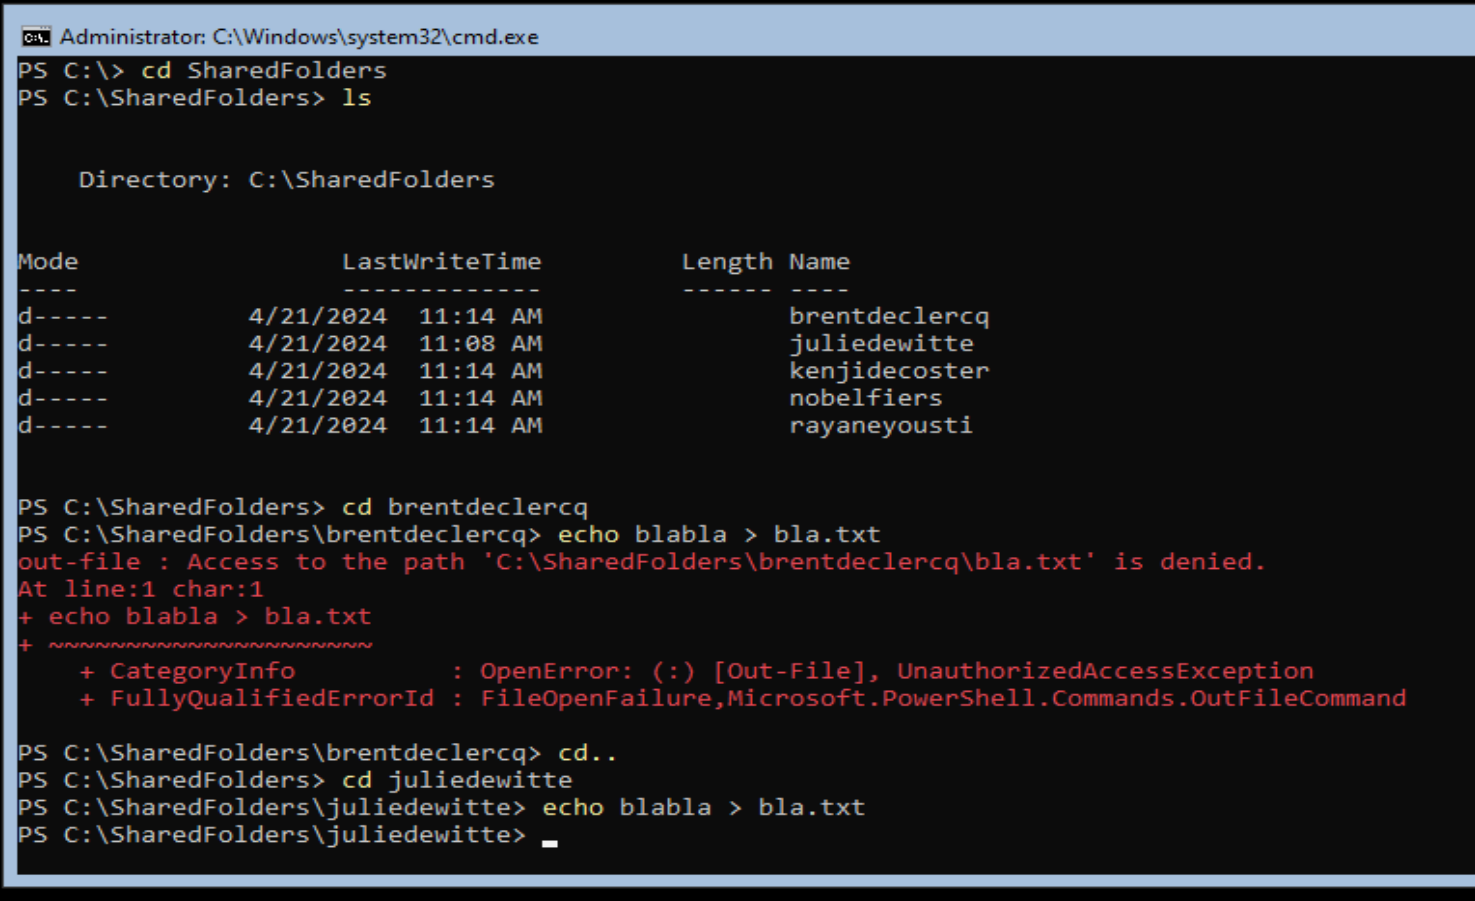 Administrator: C:\Windows\system32\cmd.exe
PS C:\> cd SharedFolders
PS C:\SharedFolders> ls
Directory: C:\SharedFolders
Mode                 LastWriteTime         Length Name
----                 -------------         ------ ----
d-----         4/21/2024  11:14 AM                brentdeclercq
d-----         4/21/2024  11:08 AM                juliedewitte
d-----         4/21/2024  11:14 AM                kenjidecoster
d-----         4/21/2024  11:14 AM                nobelfiers
d-----         4/21/2024  11:14 AM                rayaneyousti
PS C:\SharedFolders> cd brentdeclercq
PS C:\SharedFolders\brentdeclercq> echo blabla > bla.txt
out-file : Access to the path 'C:\SharedFolders\brentdeclercq\bla.txt' is denied.
At line:1 char:1
+ echo blabla > bla.txt
+ ~~~~~~~~~~~~~~~~~~~~~
    + CategoryInfo          : OpenError: (:) [Out-File], UnauthorizedAccessException
    + FullyQualifiedErrorId : FileOpenFailure,Microsoft.PowerShell.Commands.OutFileCommand
PS C:\SharedFolders\brentdeclercq> cd..
PS C:\SharedFolders> cd juliedewitte
PS C:\SharedFolders\juliedewitte> echo blabla > bla.txt
PS C:\SharedFolders\juliedewitte>